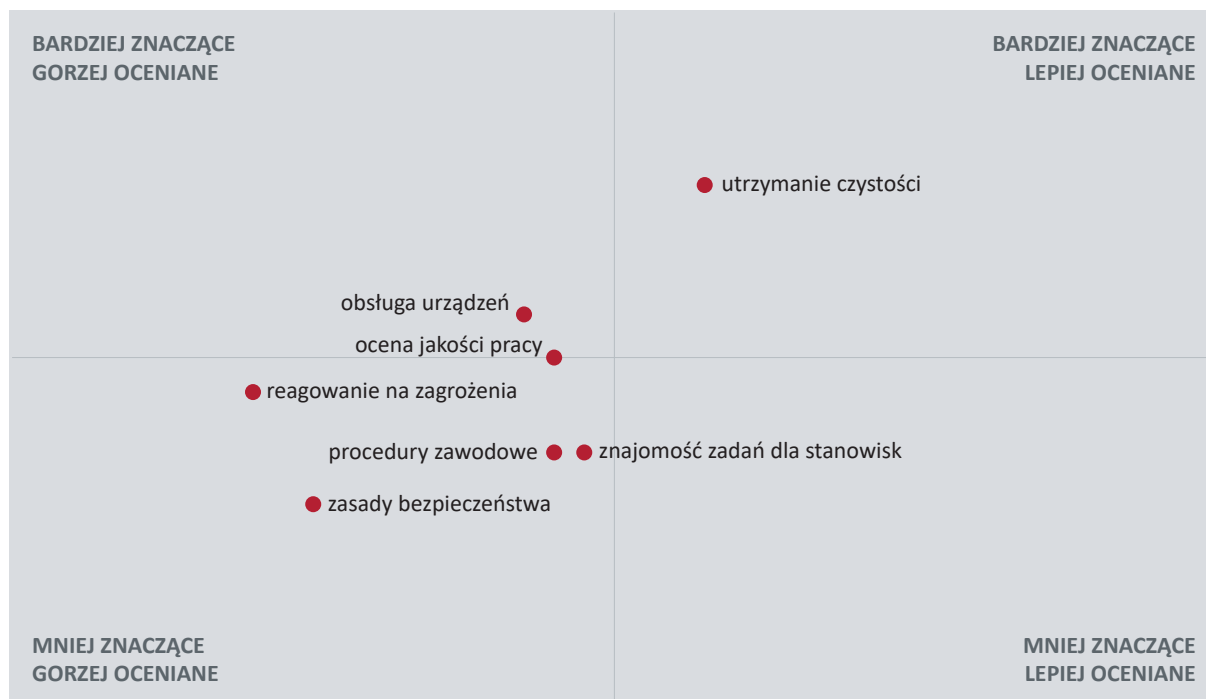 BARDZIEJ ZNACZĄCE
GORZEJ OCENIANE
BARDZIEJ ZNACZĄCE
LEPIEJ OCENIANE
utrzymanie czystości
obsługa urządzeń
ocena jakości pracy
reagowanie na zagrożenia
procedury zawodowe
znajomość zadań dla stanowisk
zasady bezpieczeństwa
MNIEJ ZNACZĄCE
GORZEJ OCENIANE
MNIEJ ZNACZĄCE
LEPIEJ OCENIANE